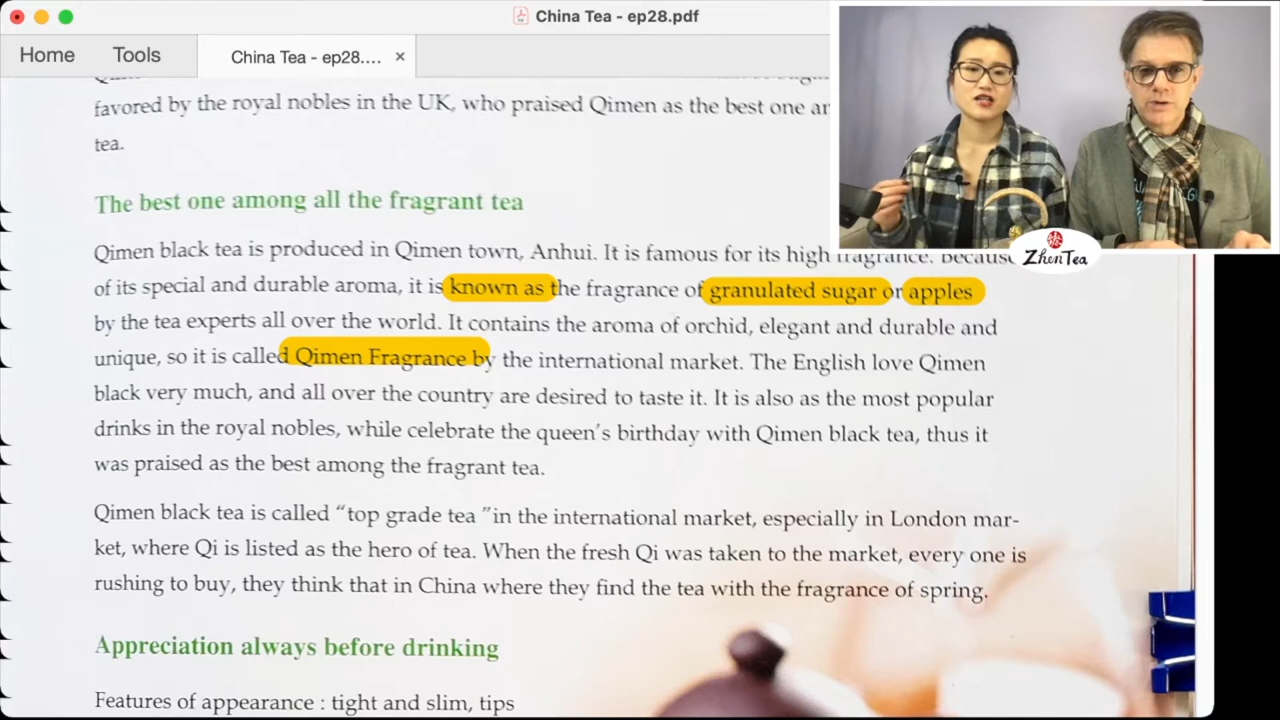 China Tea - ep28.pdf
Home
Tools
China Tea - ep28.... ×
favored by the royal nobles in the UK, who praised Qimen as the best one
tea.
The best one among all the fragrant tea
Qimen black tea is produced in Qimen town, Anhui. It is famous for its high fragrance. Because
of its special and durable aroma, it is known as the fragrance of granulated sugar or apples
by the tea experts all over the world. It contains the aroma of orchid, elegant and durable and
unique, so it is called Qimen Fragrance by the international market. The English love Qimen
black very much, and all over the country are desired to taste it. It is also as the most popular
drinks in the royal nobles, while celebrate the queen's birthday with Qimen black tea, thus it
was praised as the best among the fragrant tea.
Qimen black tea is called “top grade tea ”in the international market, especially in London mar-
ket, where Qi is listed as the hero of tea. When the fresh Qi was taken to the market, every one is
rushing to buy, they think that in China where they find the tea with the fragrance of spring.
Appreciation always before drinking
Features of appearance : tight and slim, tips
ZhenTea